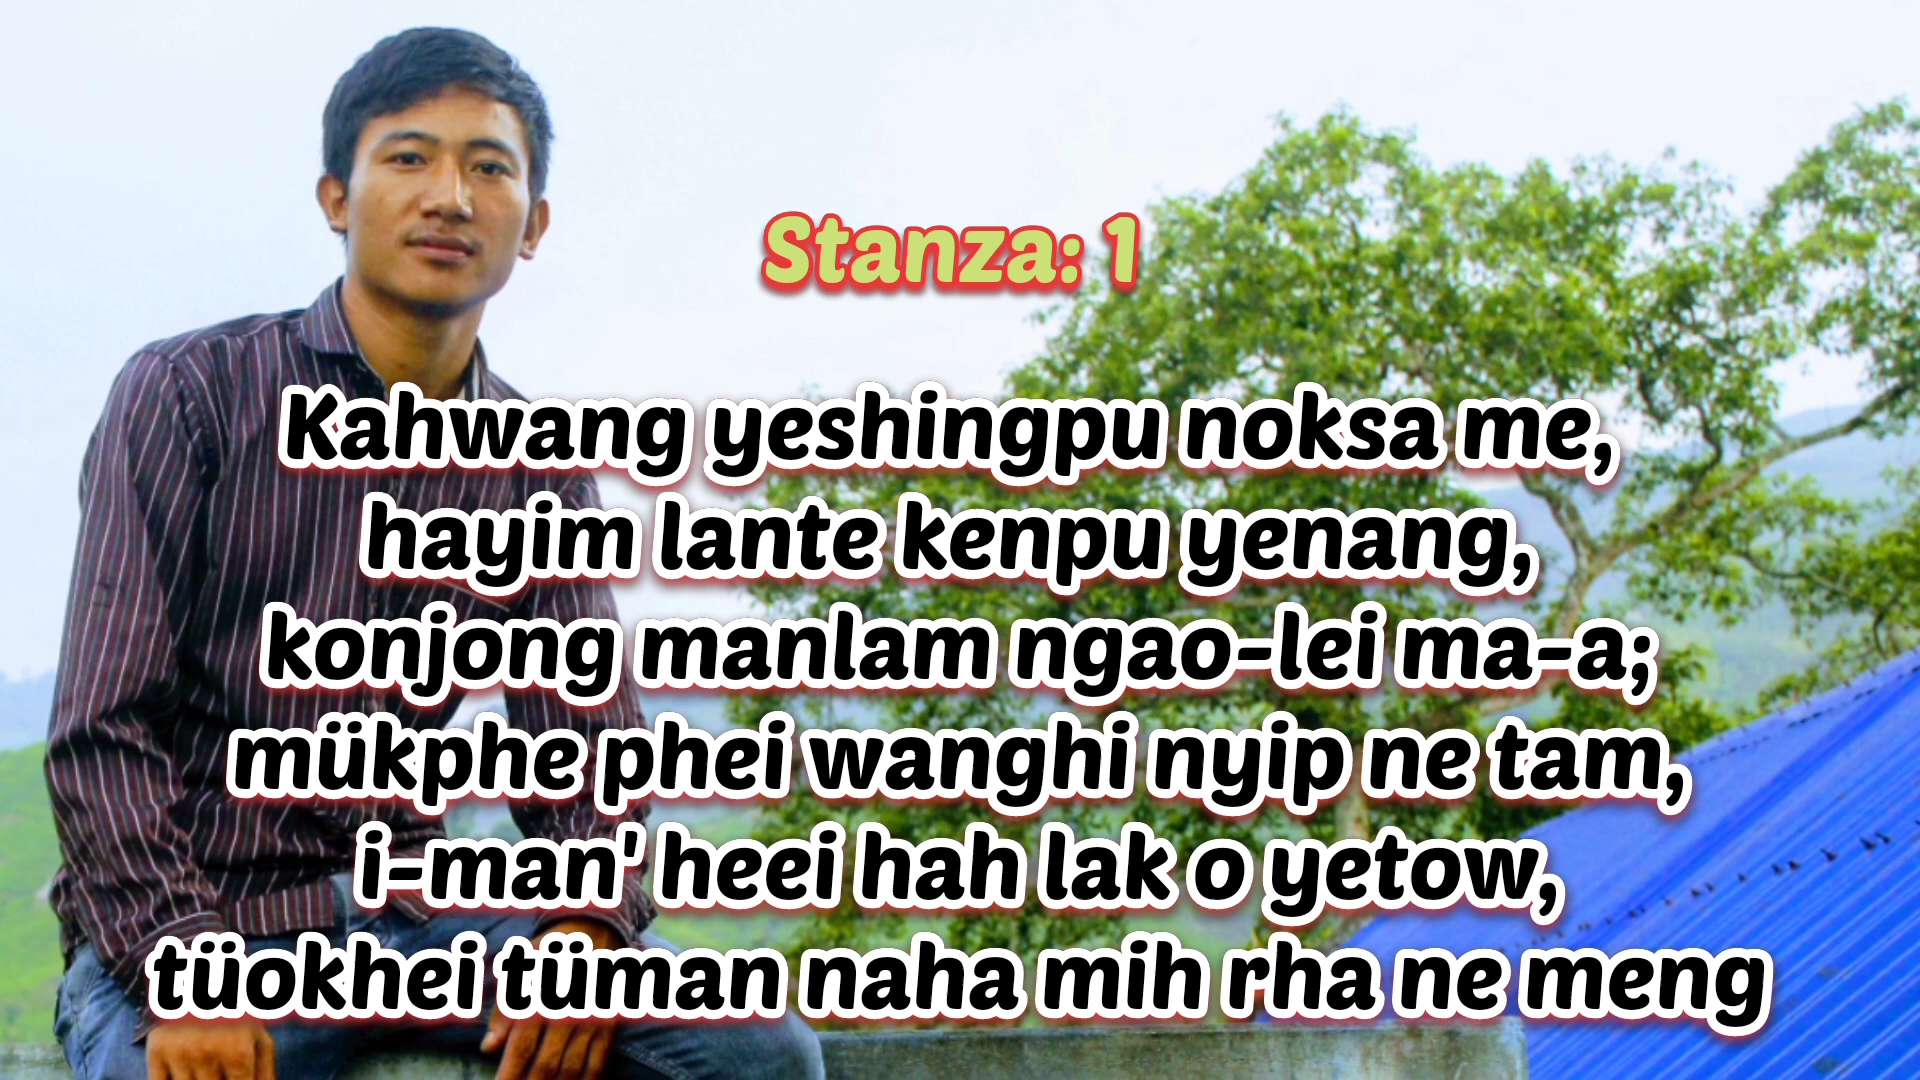 Stanza: 1
Kahwang yeshingpu noksa me,
hayim lante kenpu yenang,
konjong manlam ngao-lei ma-a;
mükphe phei wanghi nyip ne tam,
i-man' heei hah lak o yetow,
tüokhei tüman naha mih rha ne meng